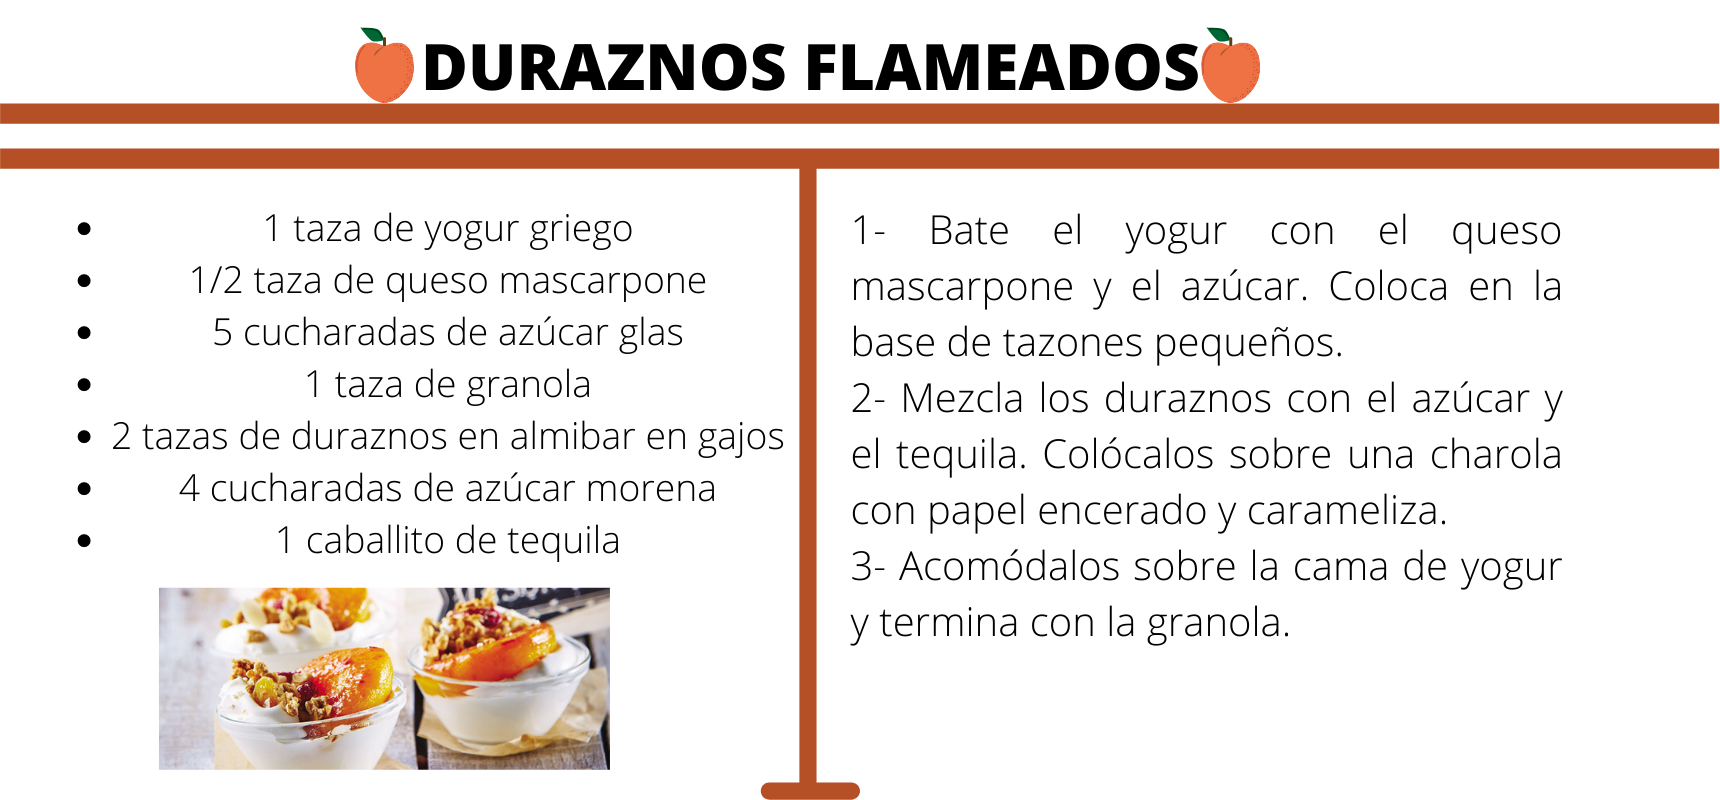 DURAZNOS FLAMEADOS
1 taza de yogur griego
1/2 taza de queso mascarpone
5 cucharadas de azúcar glas
1 taza de granola
2 tazas de duraznos en almibar en gajos
4 cucharadas de azúcar morena
1 caballito de tequila
1- Bate el yogur con el queso
mascarpone y el azúcar. Coloca en la
base de tazones pequeños.
2- Mezcla los duraznos con el azúcar y
el tequila. Colócalos sobre una charola
con papel encerado y carameliza.
3- Acomódalos sobre la cama de yogur
y termina con la granola.